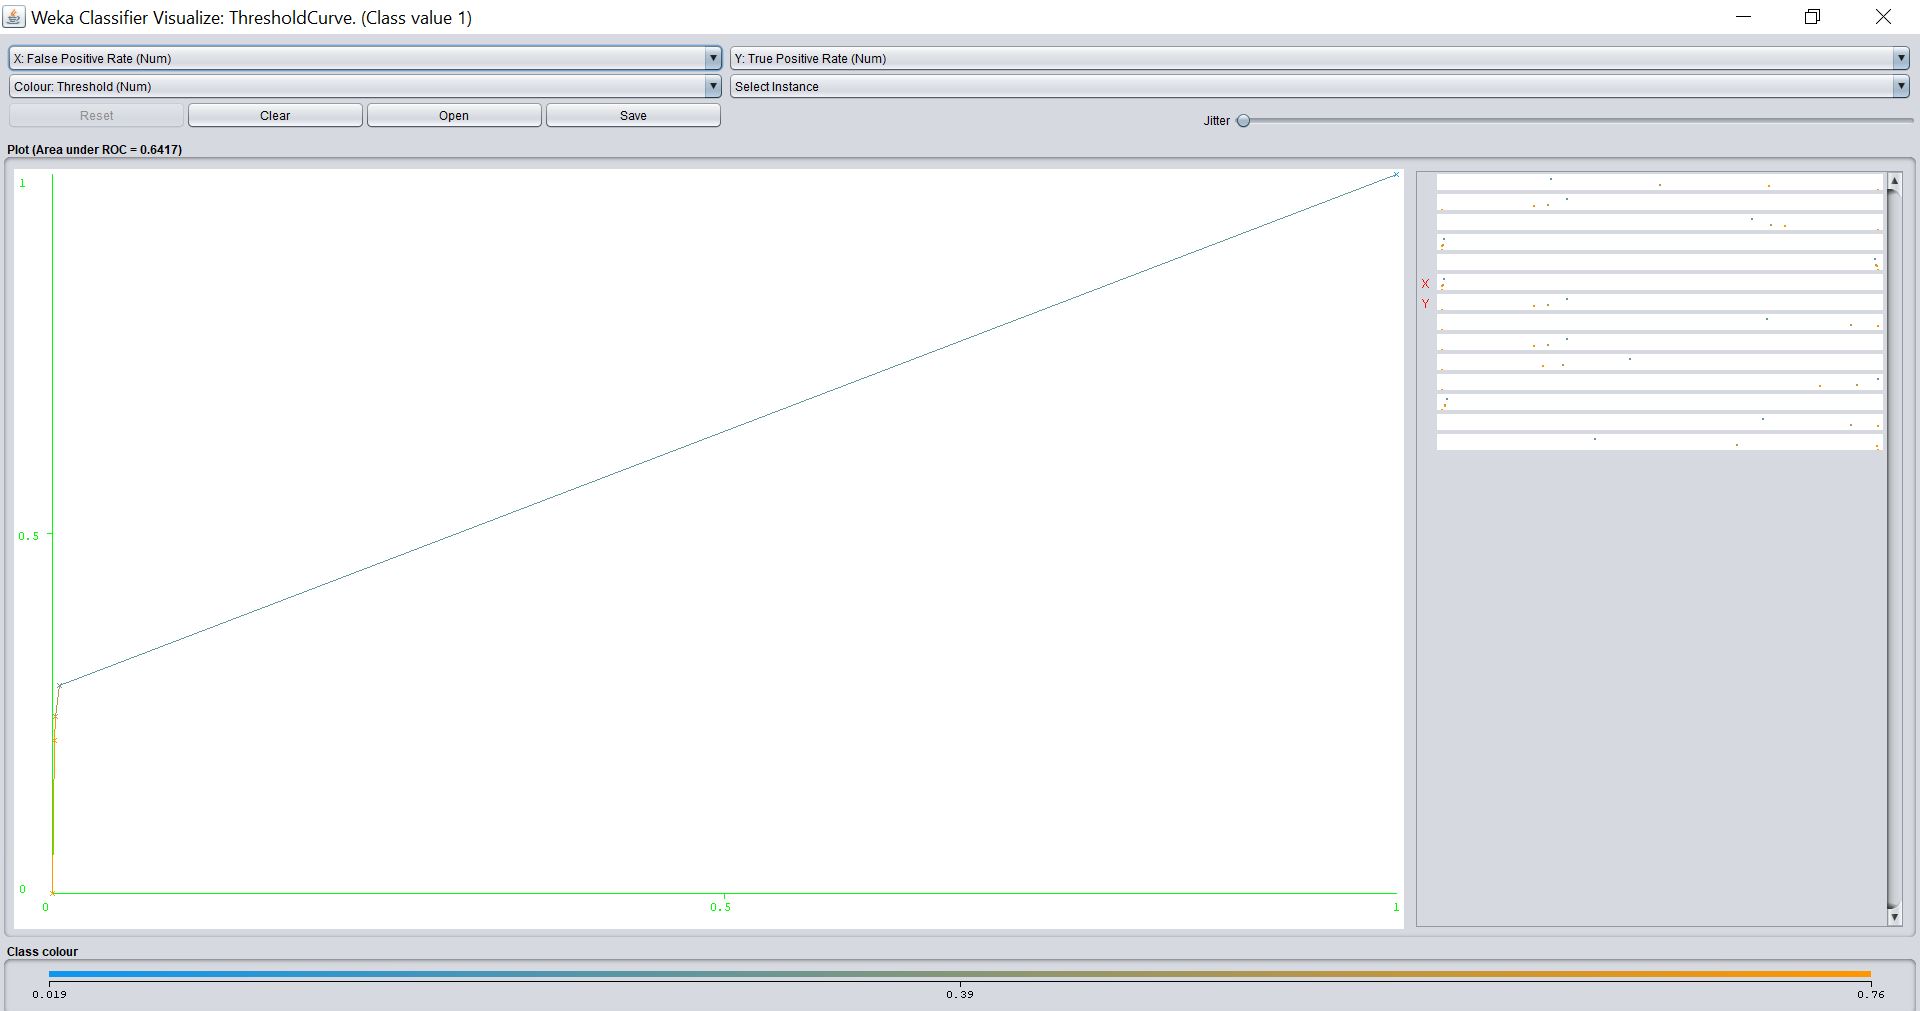 Weka Classifier Visualize: ThresholdCurve. (Class value 1)
X: False Positive Rate (Num)
Y: True Positive Rate (Num)
Colour: Threshold (Num)
Select Instance
Reset
Clear
Open
Save
Jitter
Plot (Area under ROC = 0.6417)
1
0.5
0
0
0.5
1
X
Y
Class colour
0.019
0.39
0.76